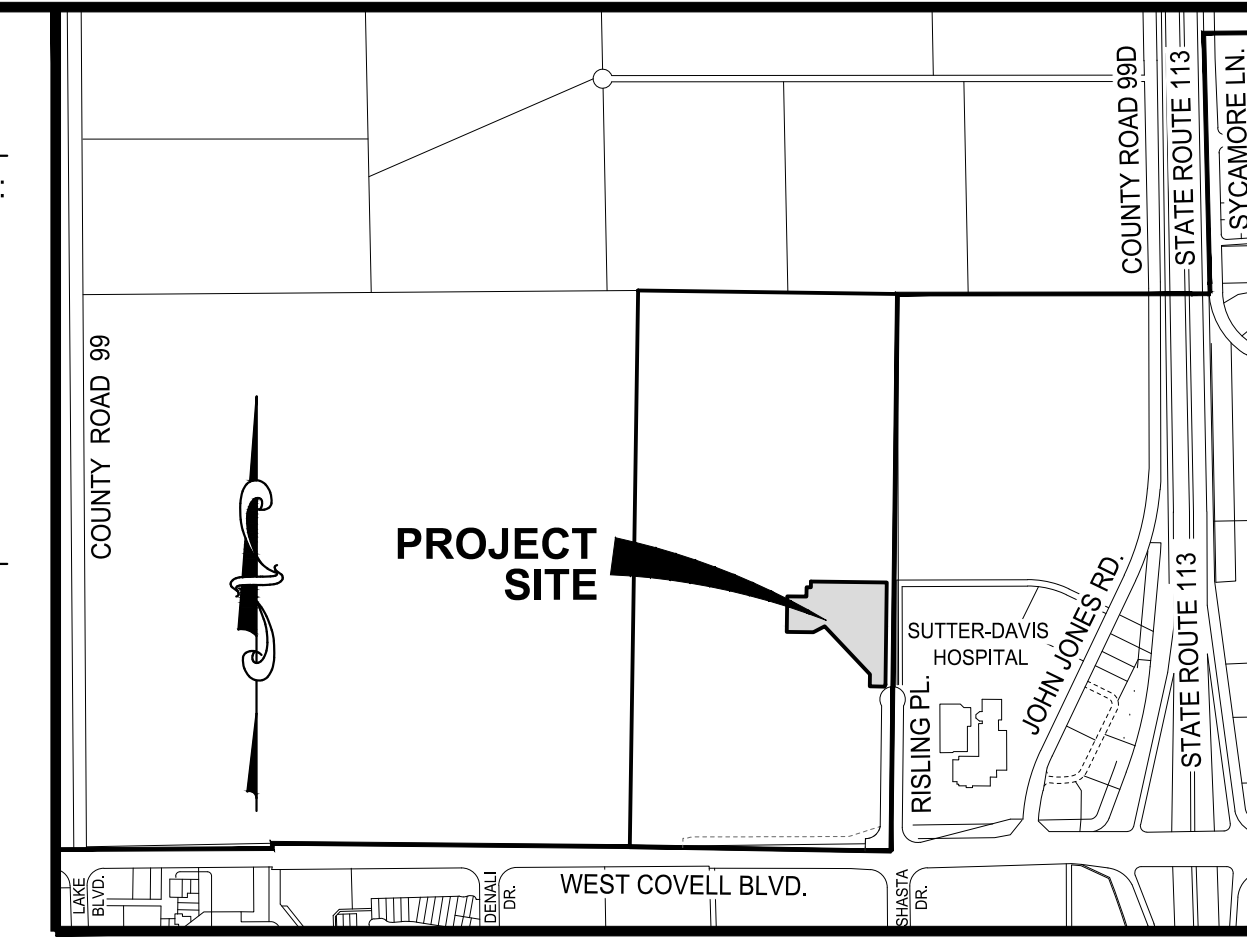 COUNTY ROAD 99D
STATE ROUTE 113
SYCAMORE LN.
COUNTY ROAD 99
PROJECT
SITE
SUTTER-DAVIS
HOSPITAL
JOHN JONES RD.
STATE ROUTE 113
RISLING PL.
LAKE
BLVD.
DENALI
DR.
WEST COVELL BLVD.
SHASTA
DR.